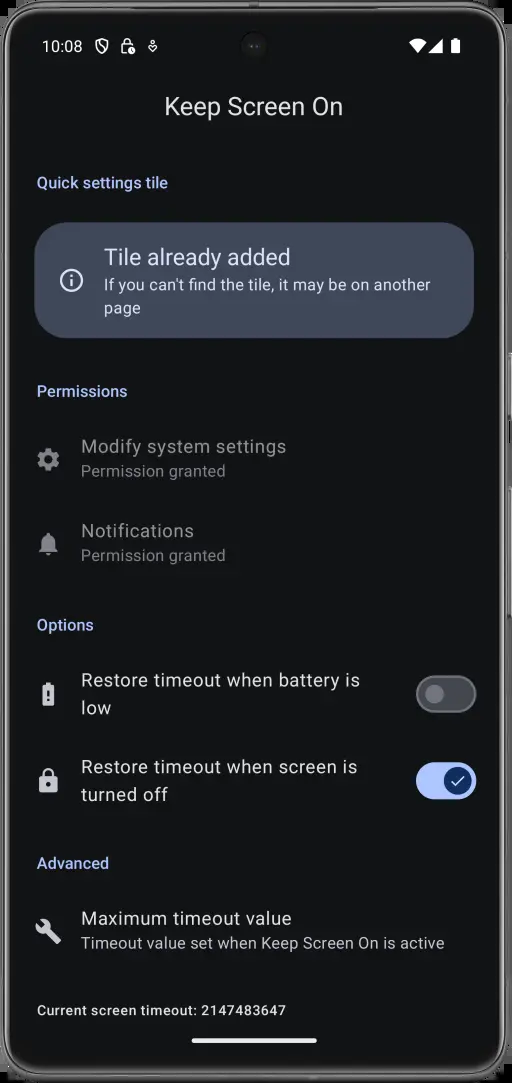 10:08
Keep Screen On
Quick settings tile
Tile already added
If you can't find the tile, it may be on another
page
Permissions
Modify system settings
Permission granted
Notifications
Permission granted
Options
Restore timeout when battery is
low
Restore timeout when screen is
turned off
Advanced
Maximum timeout value
Timeout value set when Keep Screen On is active
Current screen timeout: 2147483647